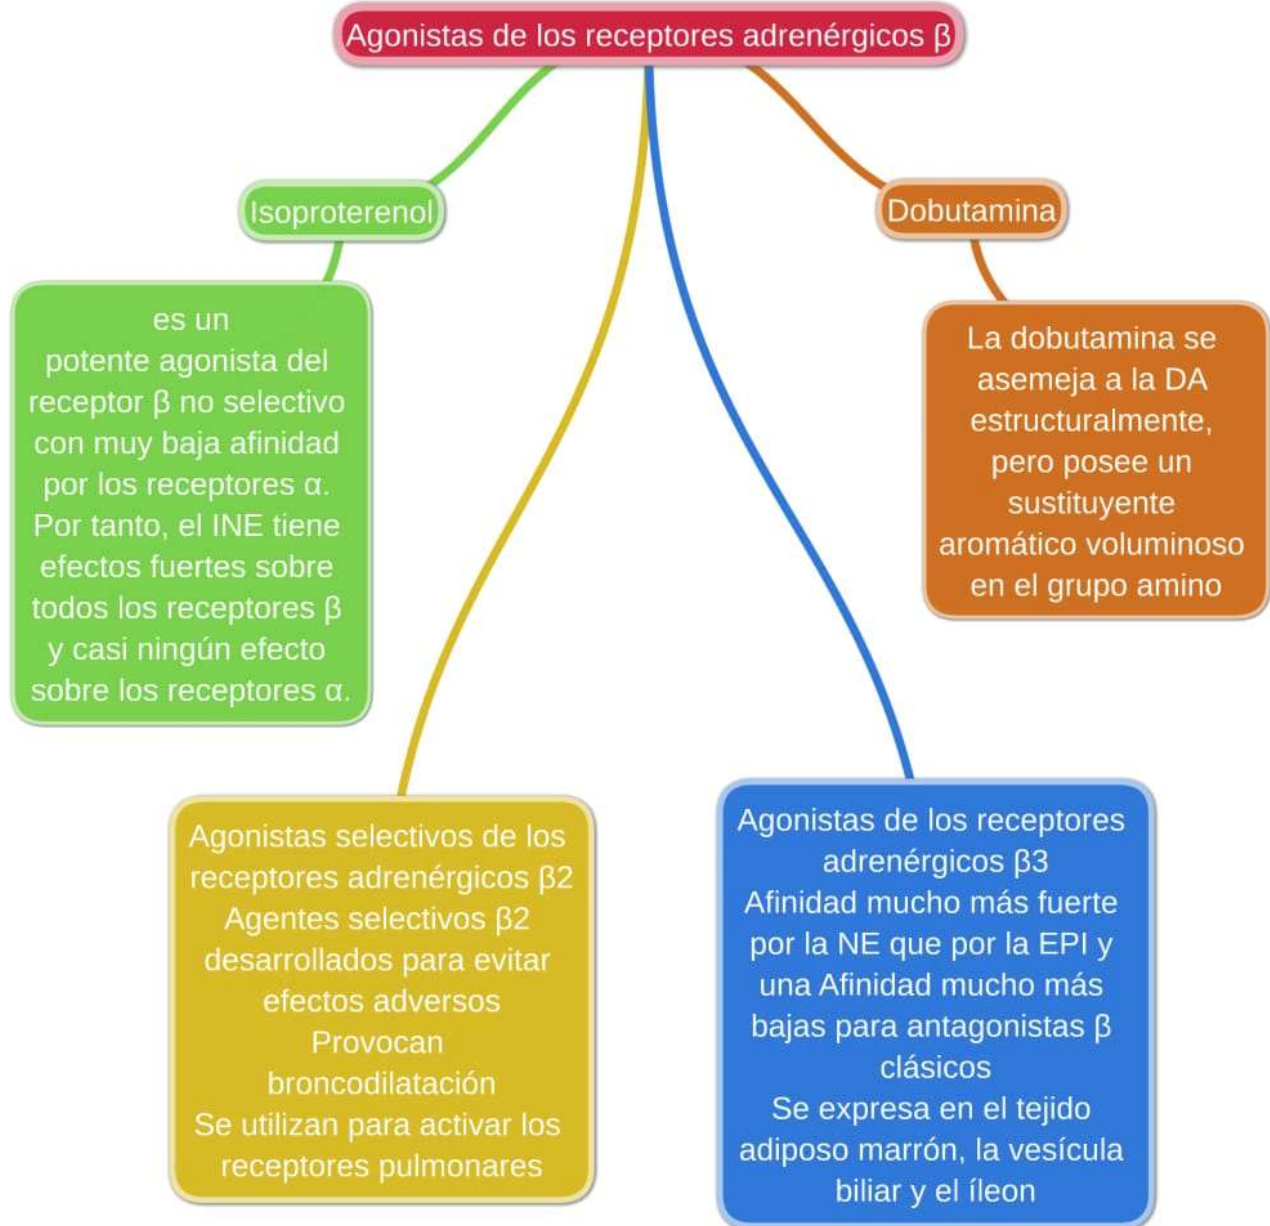 Agonistas de los receptores adrenérgicos β
Isoproterenol
es un
potente agonista del
receptor β no selectivo
con muy baja afinidad
por los receptores α.
Por tanto, el INE tiene
efectos fuertes sobre
todos los receptores β
y casi ningún efecto
sobre los receptores α.
Dobutamina
La dobutamina se
asemeja a la DA
estructuralmente,
pero posee un
sustituyente
aromático voluminoso
en el grupo amino
Agonistas selectivos de los
receptores adrenérgicos β2
Agentes selectivos β2
desarrollados para evitar
efectos adversos
Provocan
broncodilatación
Se utilizan para activar los
receptores pulmonares
Agonistas de los receptores
adrenérgicos β3
Afinidad mucho más fuerte
por la NE que por la EPI y
una Afinidad mucho más
bajas para antagonistas β
clásicos
Se expresa en el tejido
adiposo marrón, la vesícula
biliar y el íleon